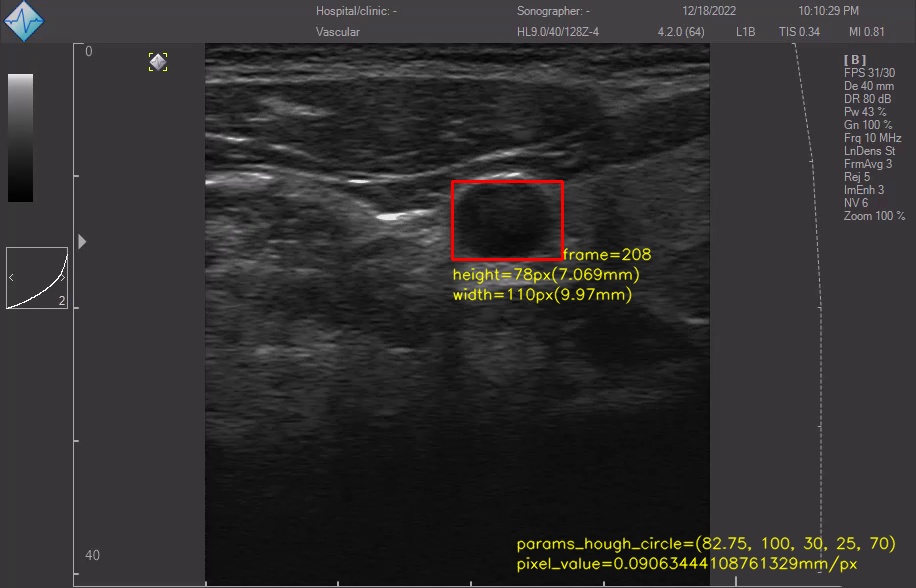 Hospital/clinic: - Sonographer: -/- 12/18/2022 10:10:29 PM
Vascular HL9.0/40/128Z-4 4.2.0 (64) L1B TIS 0.34 MI 0.81
0
[ B ]
FPS 31/30
De 40 mm
DR 80 dB
Pw 43 %
Gn 100 %
Frq 10 MHz
LnDens St
FrmAvg 3
Rej 5
ImEnh 3
NV 6
Zoom 100 %
frame=208
height=78px(7.069mm)
width=110px(9.97mm)
2
40
params_hough_circle=(82.75, 100, 30, 25, 70)
pixel_value=0.09063444108761329mm/px